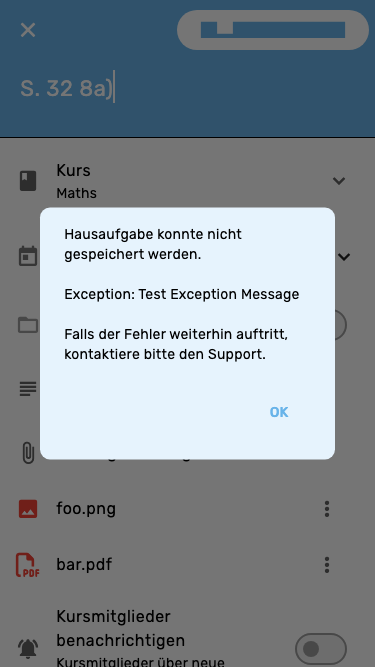 S. 32 8a)
Kurs
Maths
Hausaufgabe konnte nicht
gespeichert werden.
Exception: Test Exception Message
Falls der Fehler weiterhin auftritt,
kontaktiere bitte den Support.
OK
foo.png
PDF
bar.pdf
Kursmitglieder
benachrichtigen
Kursmitglieder über neue